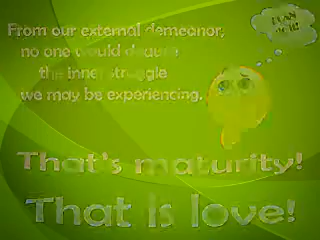 From our external demeanor,
no one would
the inner struggle
we may be experiencing.
That's maturity!
That is love!